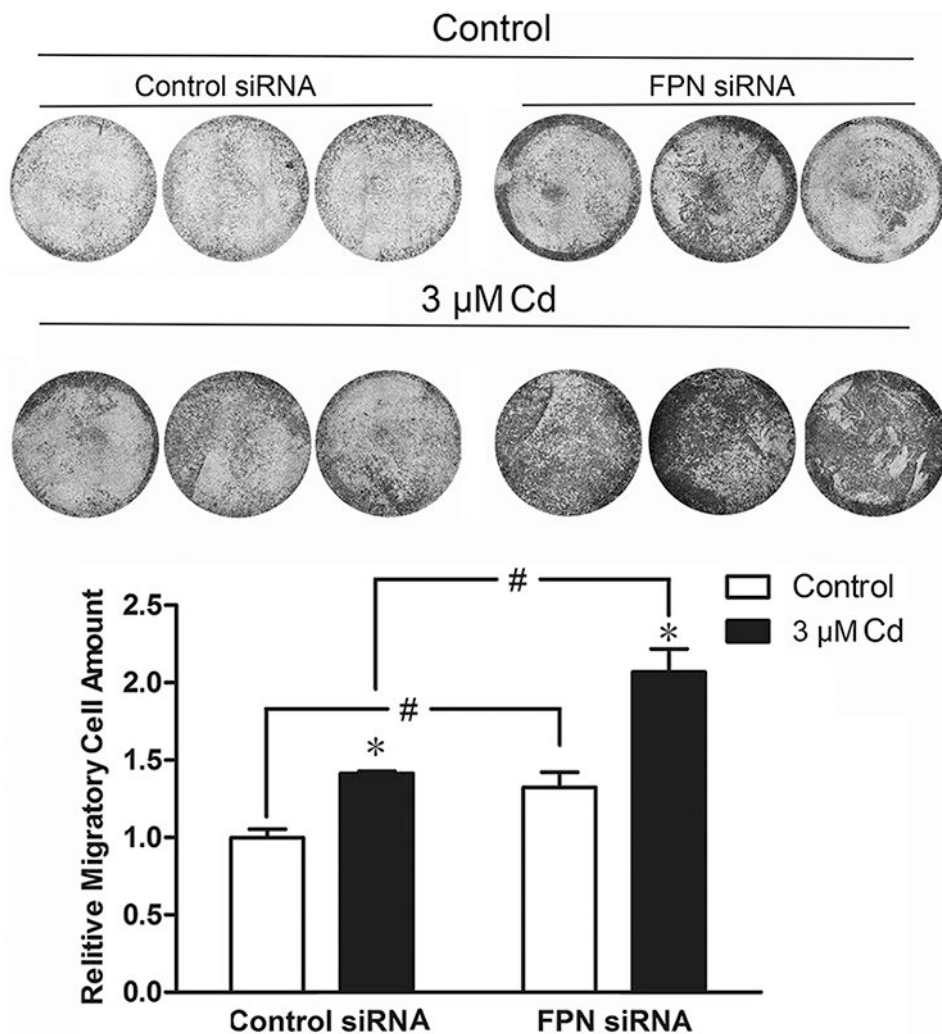 Control
Control siRNA FPN siRNA
3 µM Cd
#
Control
3 µM Cd
*
#
*
2.5
2.0
1.5
1.0
0.5
0.0
Relitive Migratory Cell Amount
Control siRNA FPN siRNA